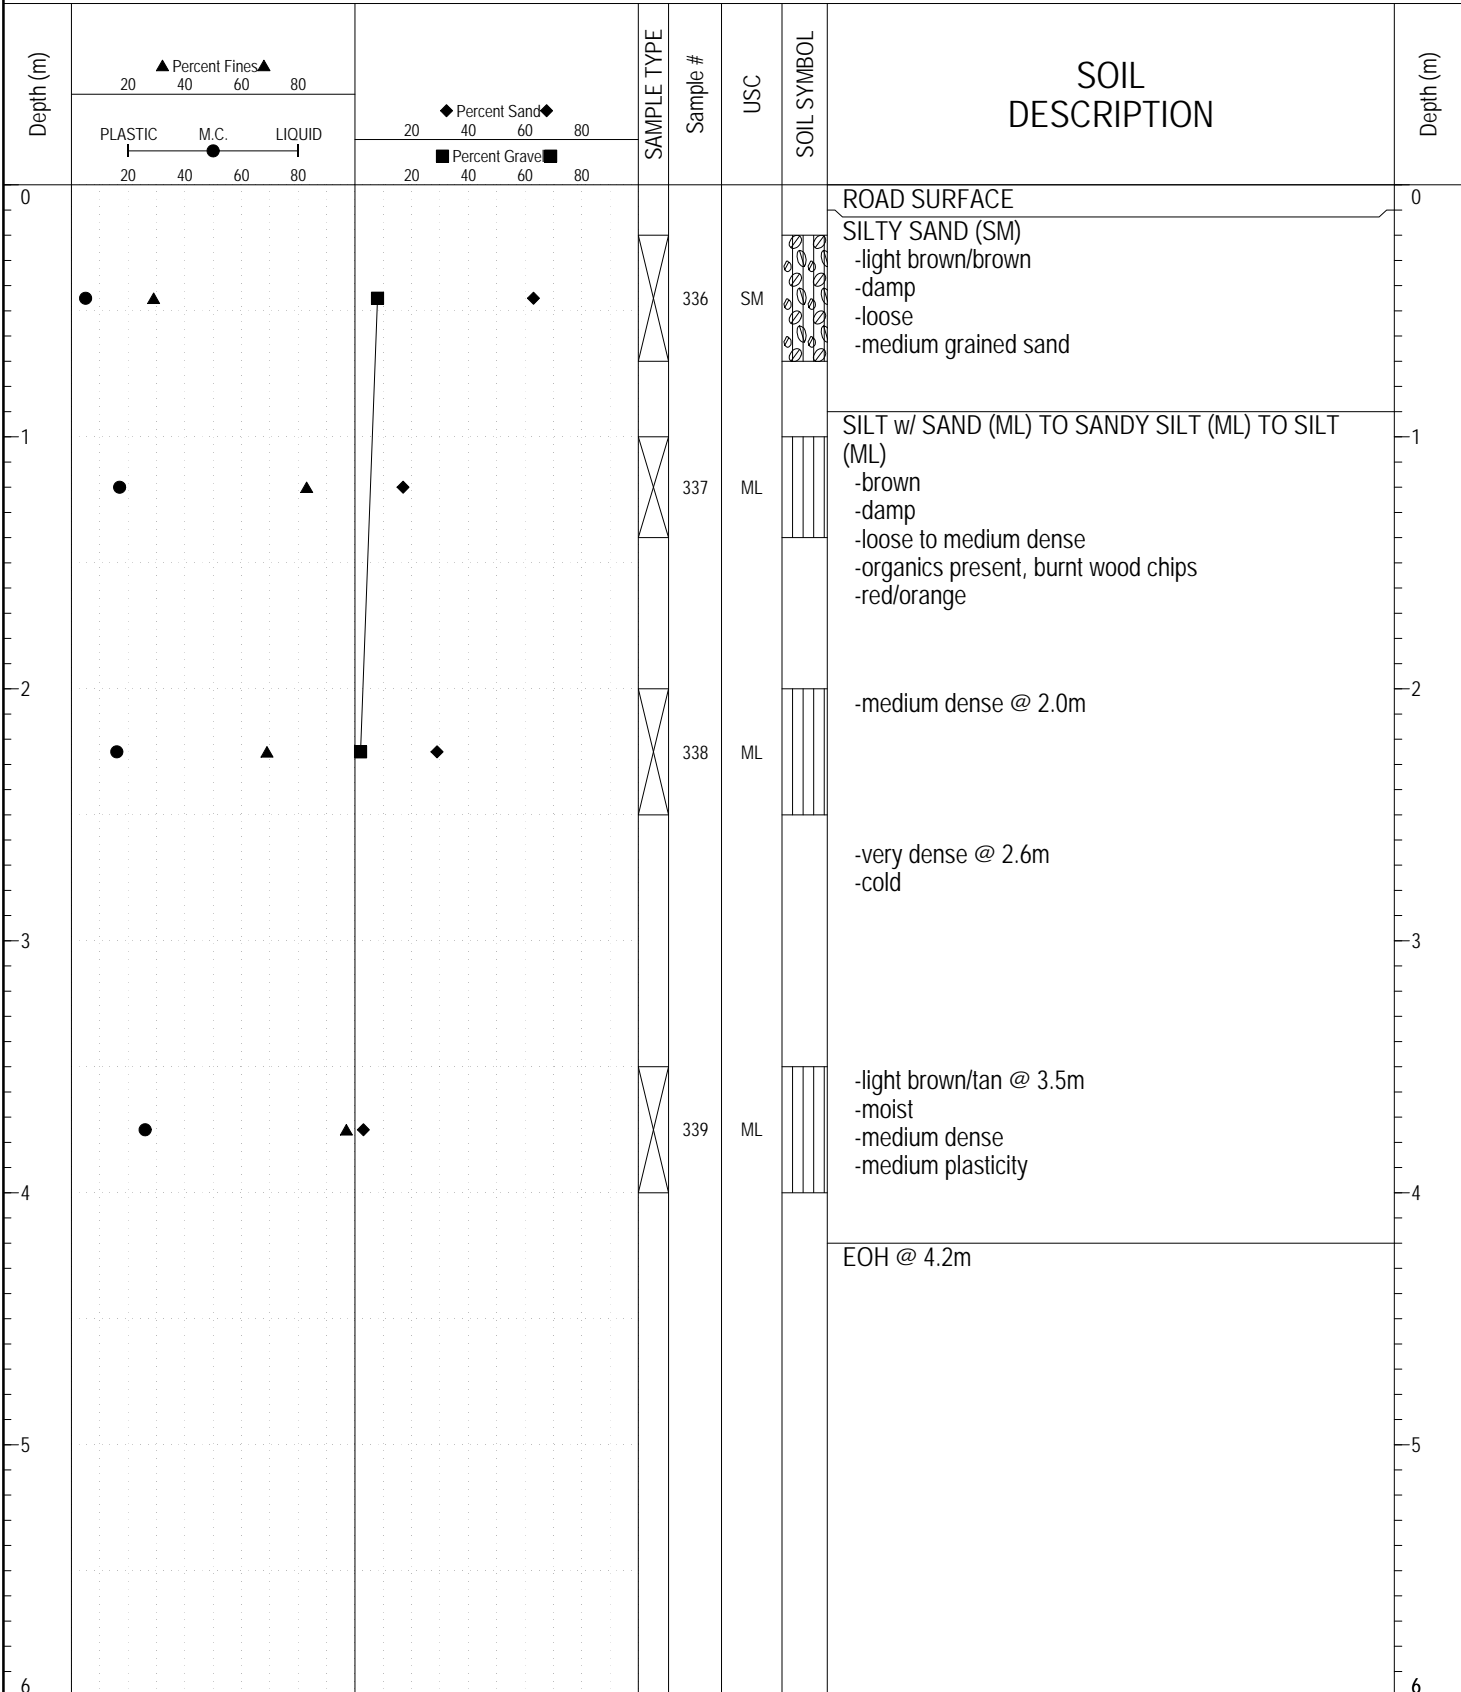 Depth (m)
▲ Percent Fines▲
20 40 60 80
PLASTIC M.C. LIQUID
20 40 60 80
◆ Percent Sand◆
20 40 60 80
■ Percent Gravel■
20 40 60 80
SAMPLE TYPE
Sample #
USC
SOIL SYMBOL
SOIL
DESCRIPTION
Depth (m)
0
ROAD SURFACE
0
SILTY SAND (SM)
-light brown/brown
-damp
336 SM
-loose
-medium grained sand
SILT w/ SAND (ML) TO SANDY SILT (ML) TO SILT
1
1
(ML)
-brown
337 ML
-damp
-loose to medium dense
-organics present, burnt wood chips
-red/orange
2
-medium dense @ 2.0m
2
338 ML
-very dense @ 2.6m
-cold
3
3
-light brown/tan @ 3.5m
-moist
339 ML
-medium dense
-medium plasticity
4
4
EOH @ 4.2m
5
5
6
6